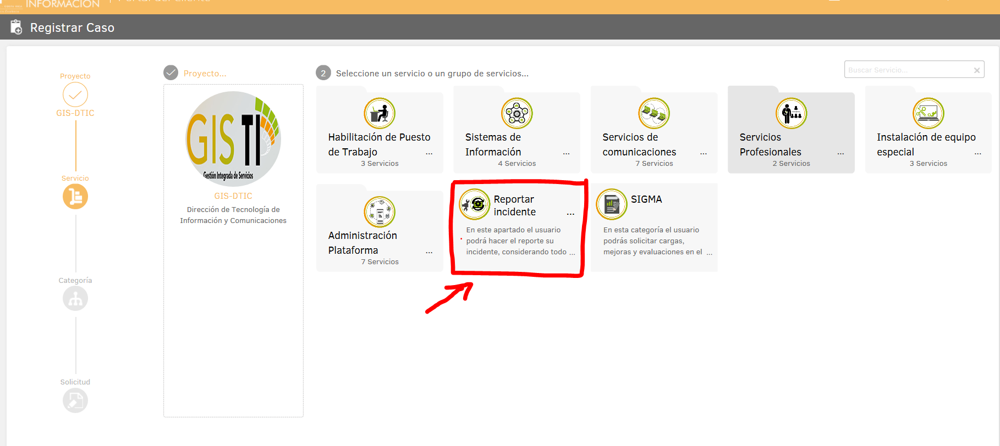 INFORMACIÓN
Portal del Cliente
Registrar Caso
Proyecto
GIS-DTIC
Servicio
Categoría
Solicitud
Proyecto...
GIS TI
Gestión Integrada de Servicios
GIS-DTIC
Dirección de Tecnología de
Información y Comunicaciones
2 Seleccione un servicio o un grupo de servicios...
Buscar Servicio...
Habilitación de Puesto
de Trabajo ...
3 Servicios
Sistemas de
Información ...
4 Servicios
Servicios de
comunicaciones ...
7 Servicios
Servicios
Profesionales ...
2 Servicios
Instalación de equipo
especial ...
3 Servicios
Administración
Plataforma ...
7 Servicios
Reportar
incidente ...
En este apartado el usuario
podrá hacer el reporte su
incidente, considerando todo ...
SIGMA
En esta categoría el usuario
podrás solicitar cargas,
mejoras y evaluaciones en el ...